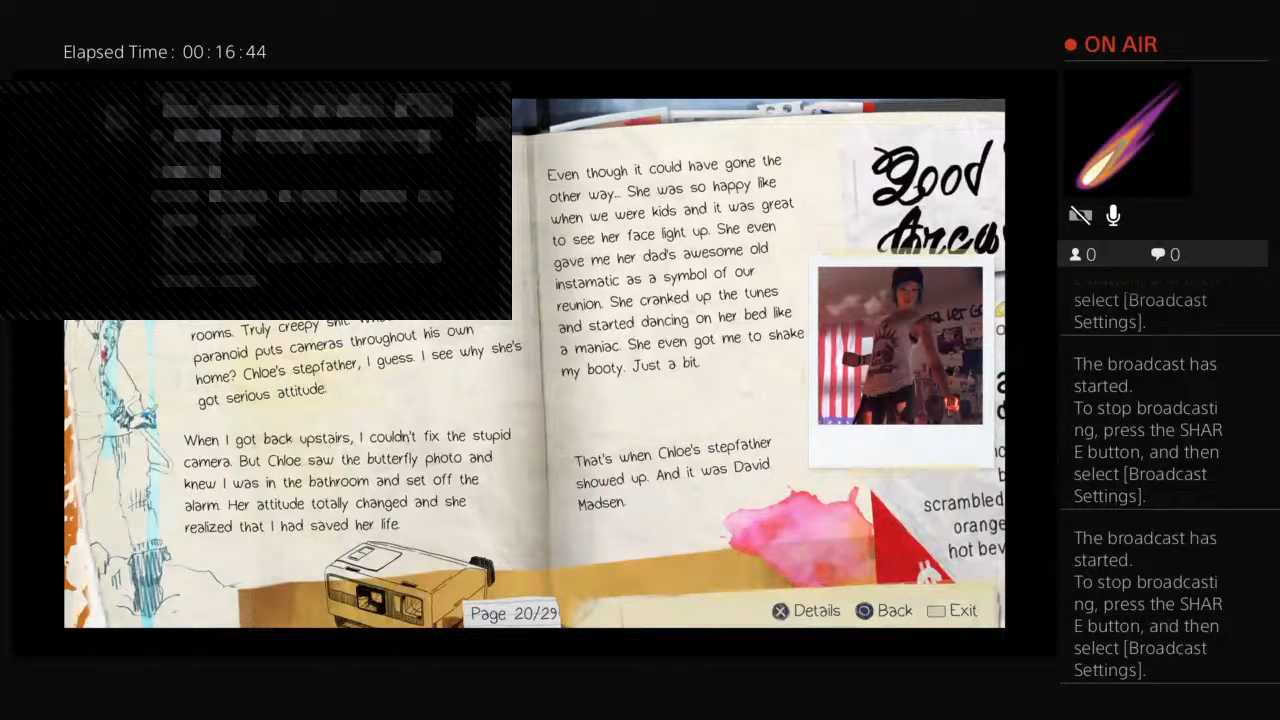 Elapsed Time: 00:16:44
ON AIR
0 0
select [Broadcast
Settings].
The broadcast has
started.
To stop broadcasti
ng, press the SHAR
E button, and then
select [Broadcast
Settings].
The broadcast has
started.
To stop broadcasti
ng, press the SHAR
E button, and then
select [Broadcast
Settings].
rooms. Truly creepy shit.
paranoid puts cameras throughout his own
home? Chloe's stepfather, I guess. I see why she's
got serious attitude.
When I got back upstairs, I couldn't fix the stupid
camera. But Chloe saw the butterfly photo and
knew I was in the bathroom and set off the
alarm. Her attitude totally changed and she
realized that I had saved her life.
Even though it could have gone the
other way... She was so happy like
when we were kids and it was great
to see her face light up. She even
gave me her dad's awesome old
instamatic as a symbol of our
reunion. She cranked up the tunes
and started dancing on her bed like
a maniac. She even got me to shake
my booty. Just a bit.
That's when Chloe's stepfather
showed up. And it was David
Madsen.
Good
scrambled
orange
hot bev
Page 20/29
Details Back Exit